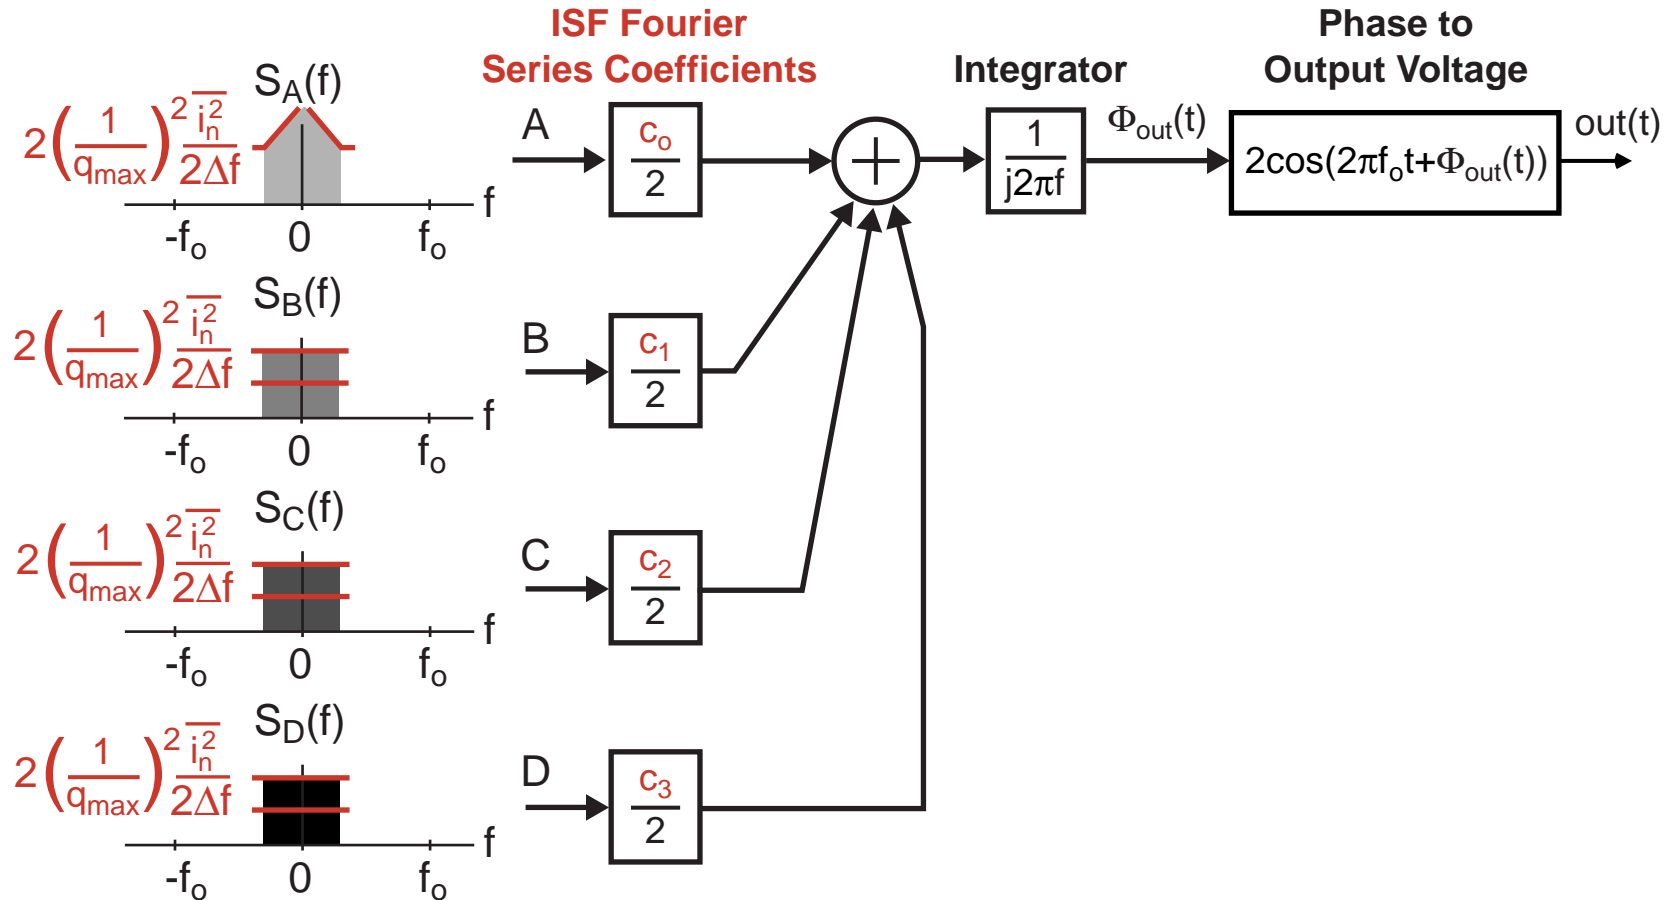 ISF Fourier
Series Coefficients
Integrator
Phase to
Output Voltage
S_A(f)
2(1/q_max)^2 i_n^2/2Δf
-f_o 0 f_o f
A
c_o/2
+
1/j2πf
Φ_out(t)
2cos(2πf_ot+Φ_out(t))
out(t)
S_B(f)
2(1/q_max)^2 i_n^2/2Δf
-f_o 0 f_o f
B
c_1/2
S_C(f)
2(1/q_max)^2 i_n^2/2Δf
-f_o 0 f_o f
C
c_2/2
S_D(f)
2(1/q_max)^2 i_n^2/2Δf
-f_o 0 f_o f
D
c_3/2